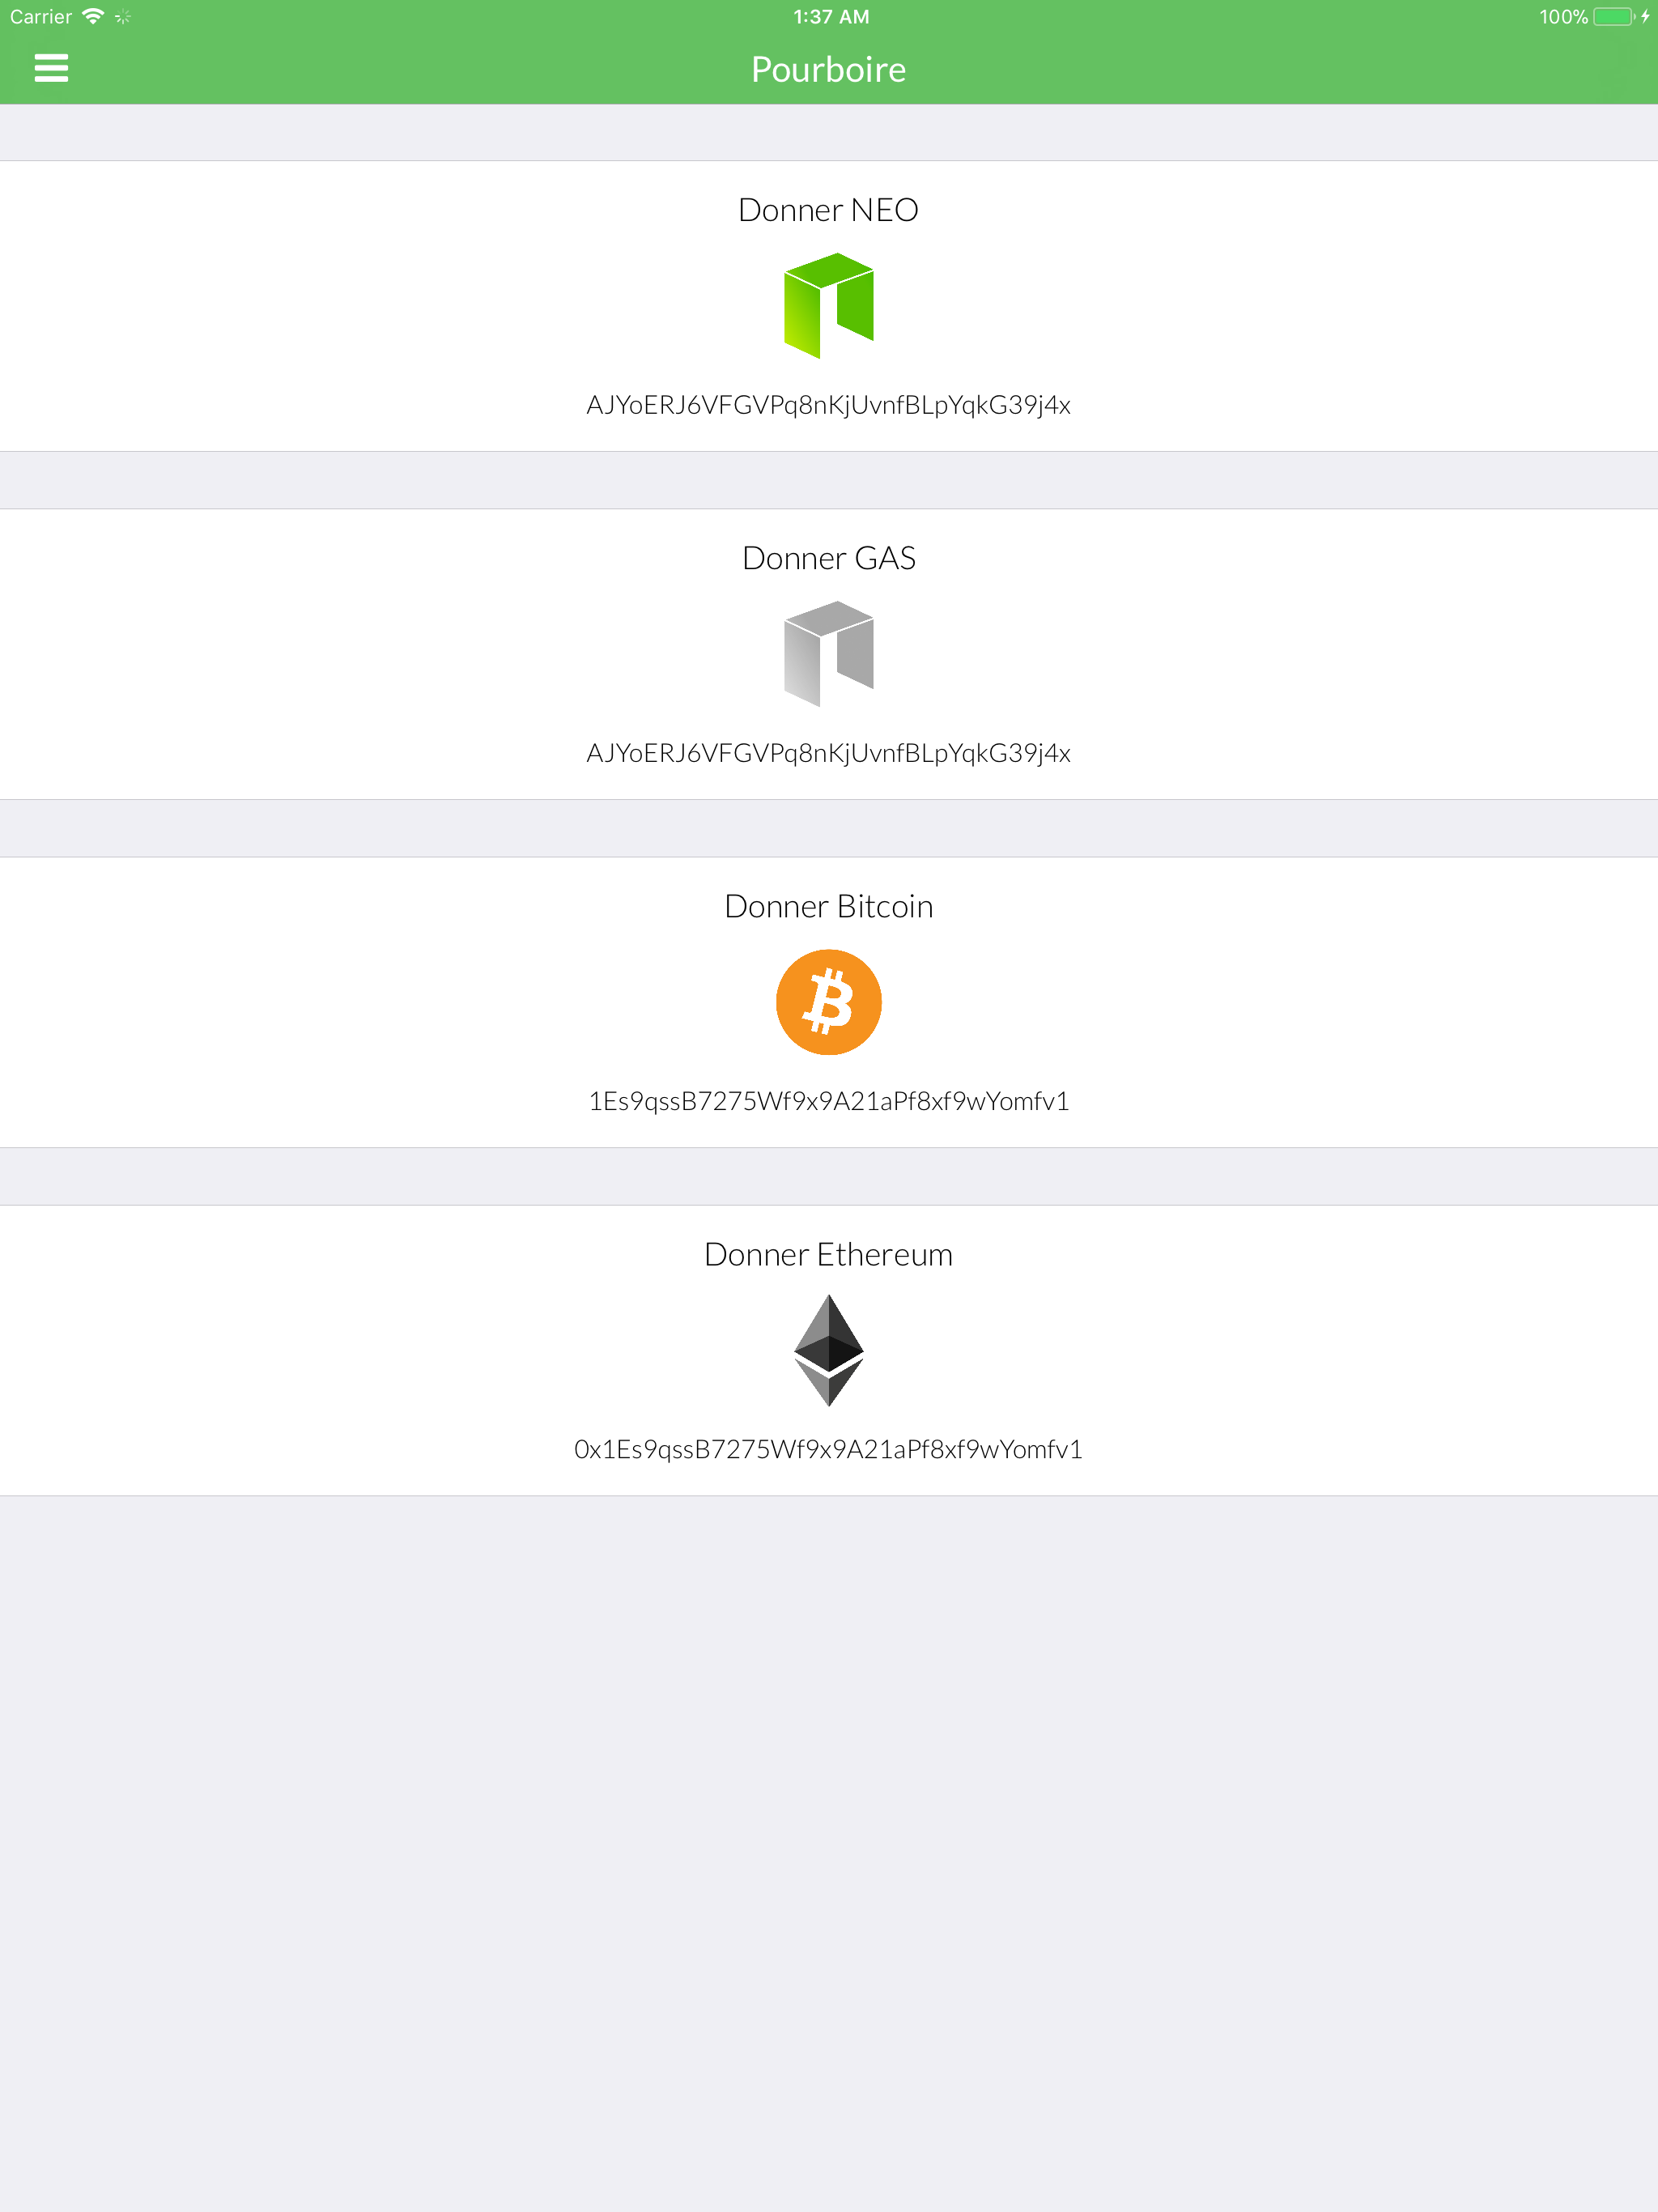 Carrier 1:37 AM 100%
Pourboire
Donner NEO
AJYoERJ6VFGVPq8nKjUvnfBLpYqkG39j4x
Donner GAS
AJYoERJ6VFGVPq8nKjUvnfBLpYqkG39j4x
Donner Bitcoin
1Es9qssB7275Wf9x9A21aPf8xf9wYomfv1
Donner Ethereum
0x1Es9qssB7275Wf9x9A21aPf8xf9wYomfv1